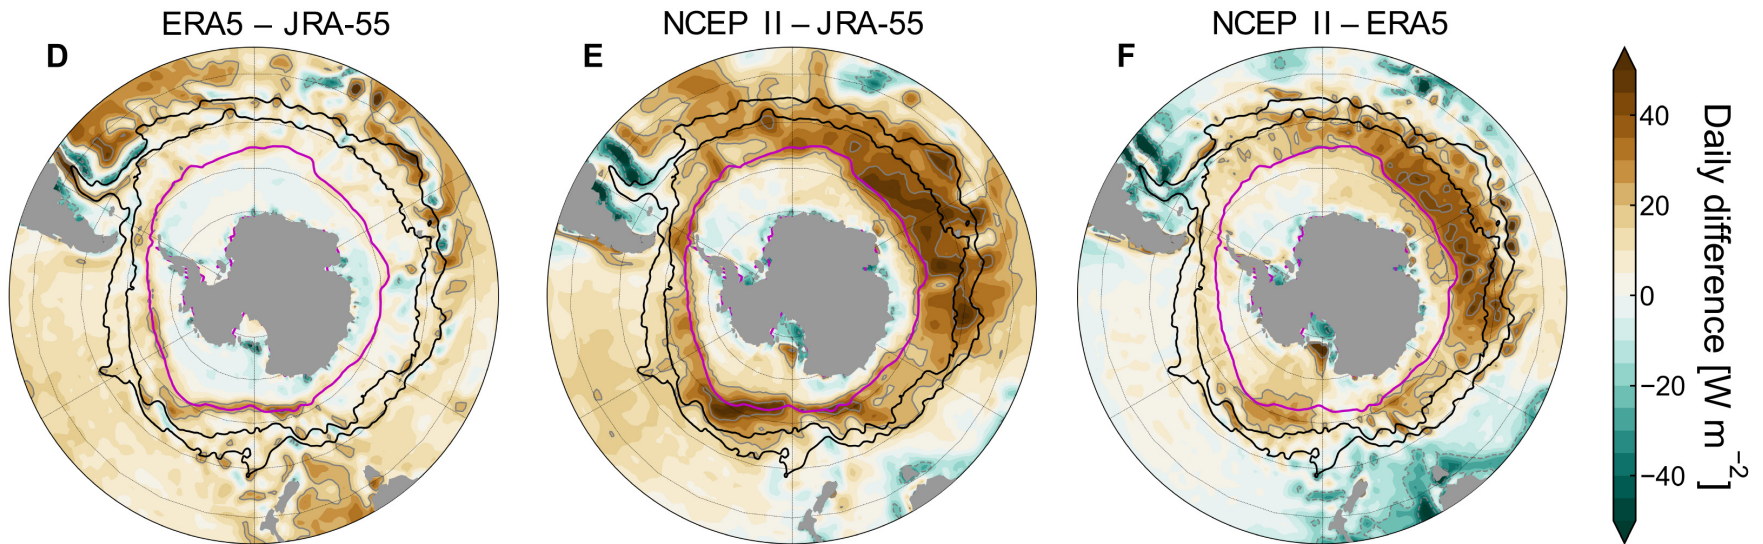 ERA5 – JRA-55
NCEP II – JRA-55
NCEP II – ERA5
D
E
F
40
20
0
−20
−40
Daily difference [W m⁻²]